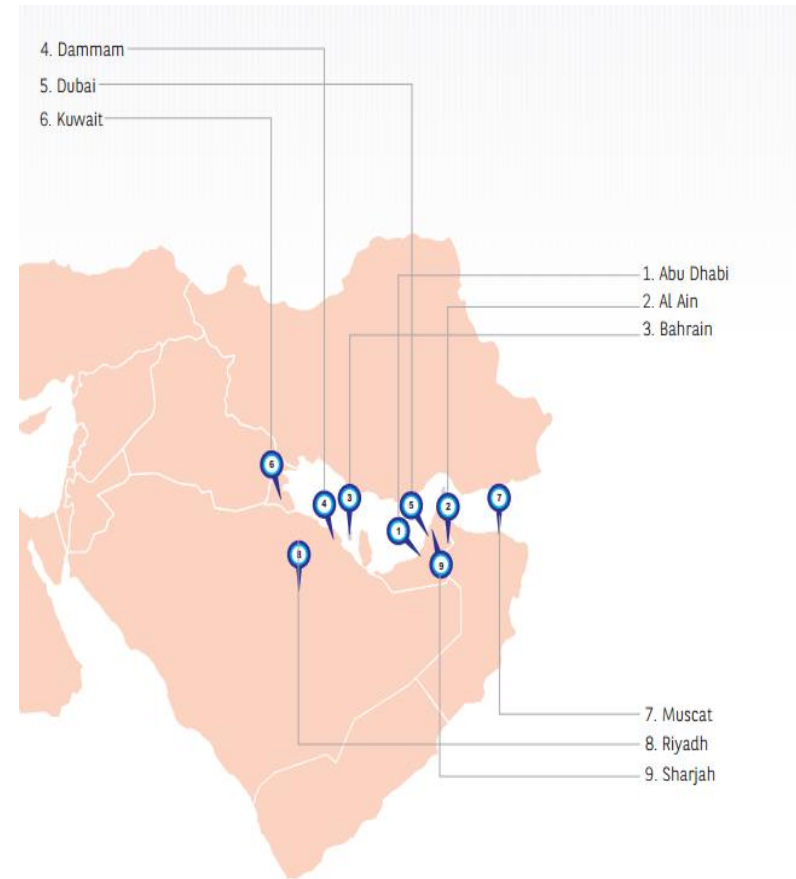 4. Dammam
5. Dubai
6. Kuwait
1. Abu Dhabi
2. Al Ain
3. Bahrain
6
4
3
5
2
7
1
8
9
7. Muscat
8. Riyadh
9. Sharjah